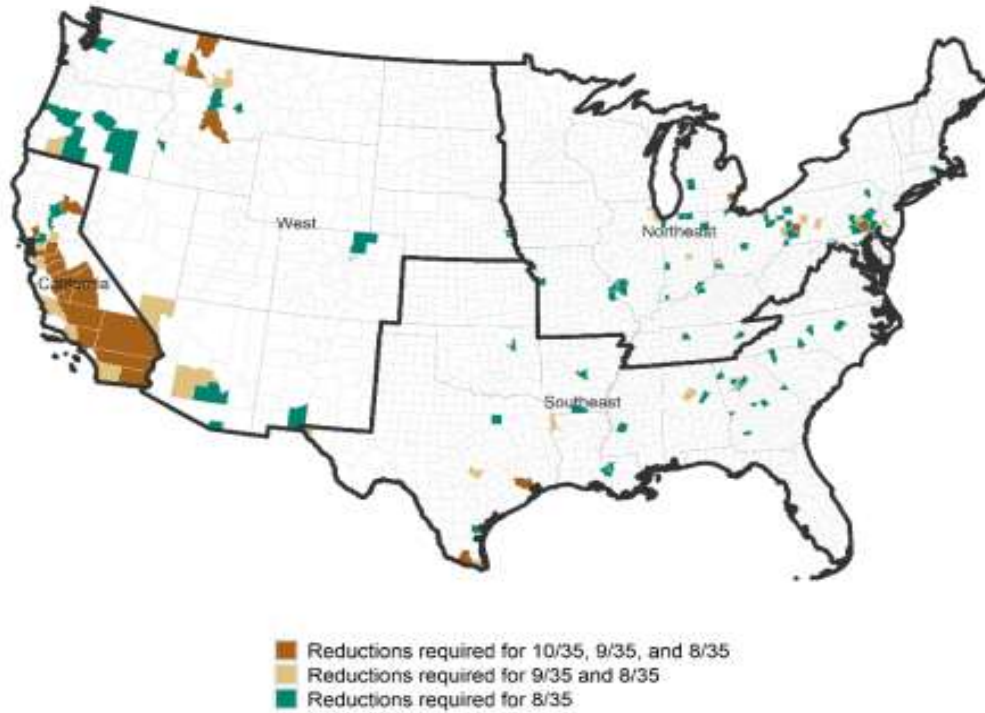 West
Northeast
California
Southeast
Reductions required for 10/35, 9/35, and 8/35
Reductions required for 9/35 and 8/35
Reductions required for 8/35